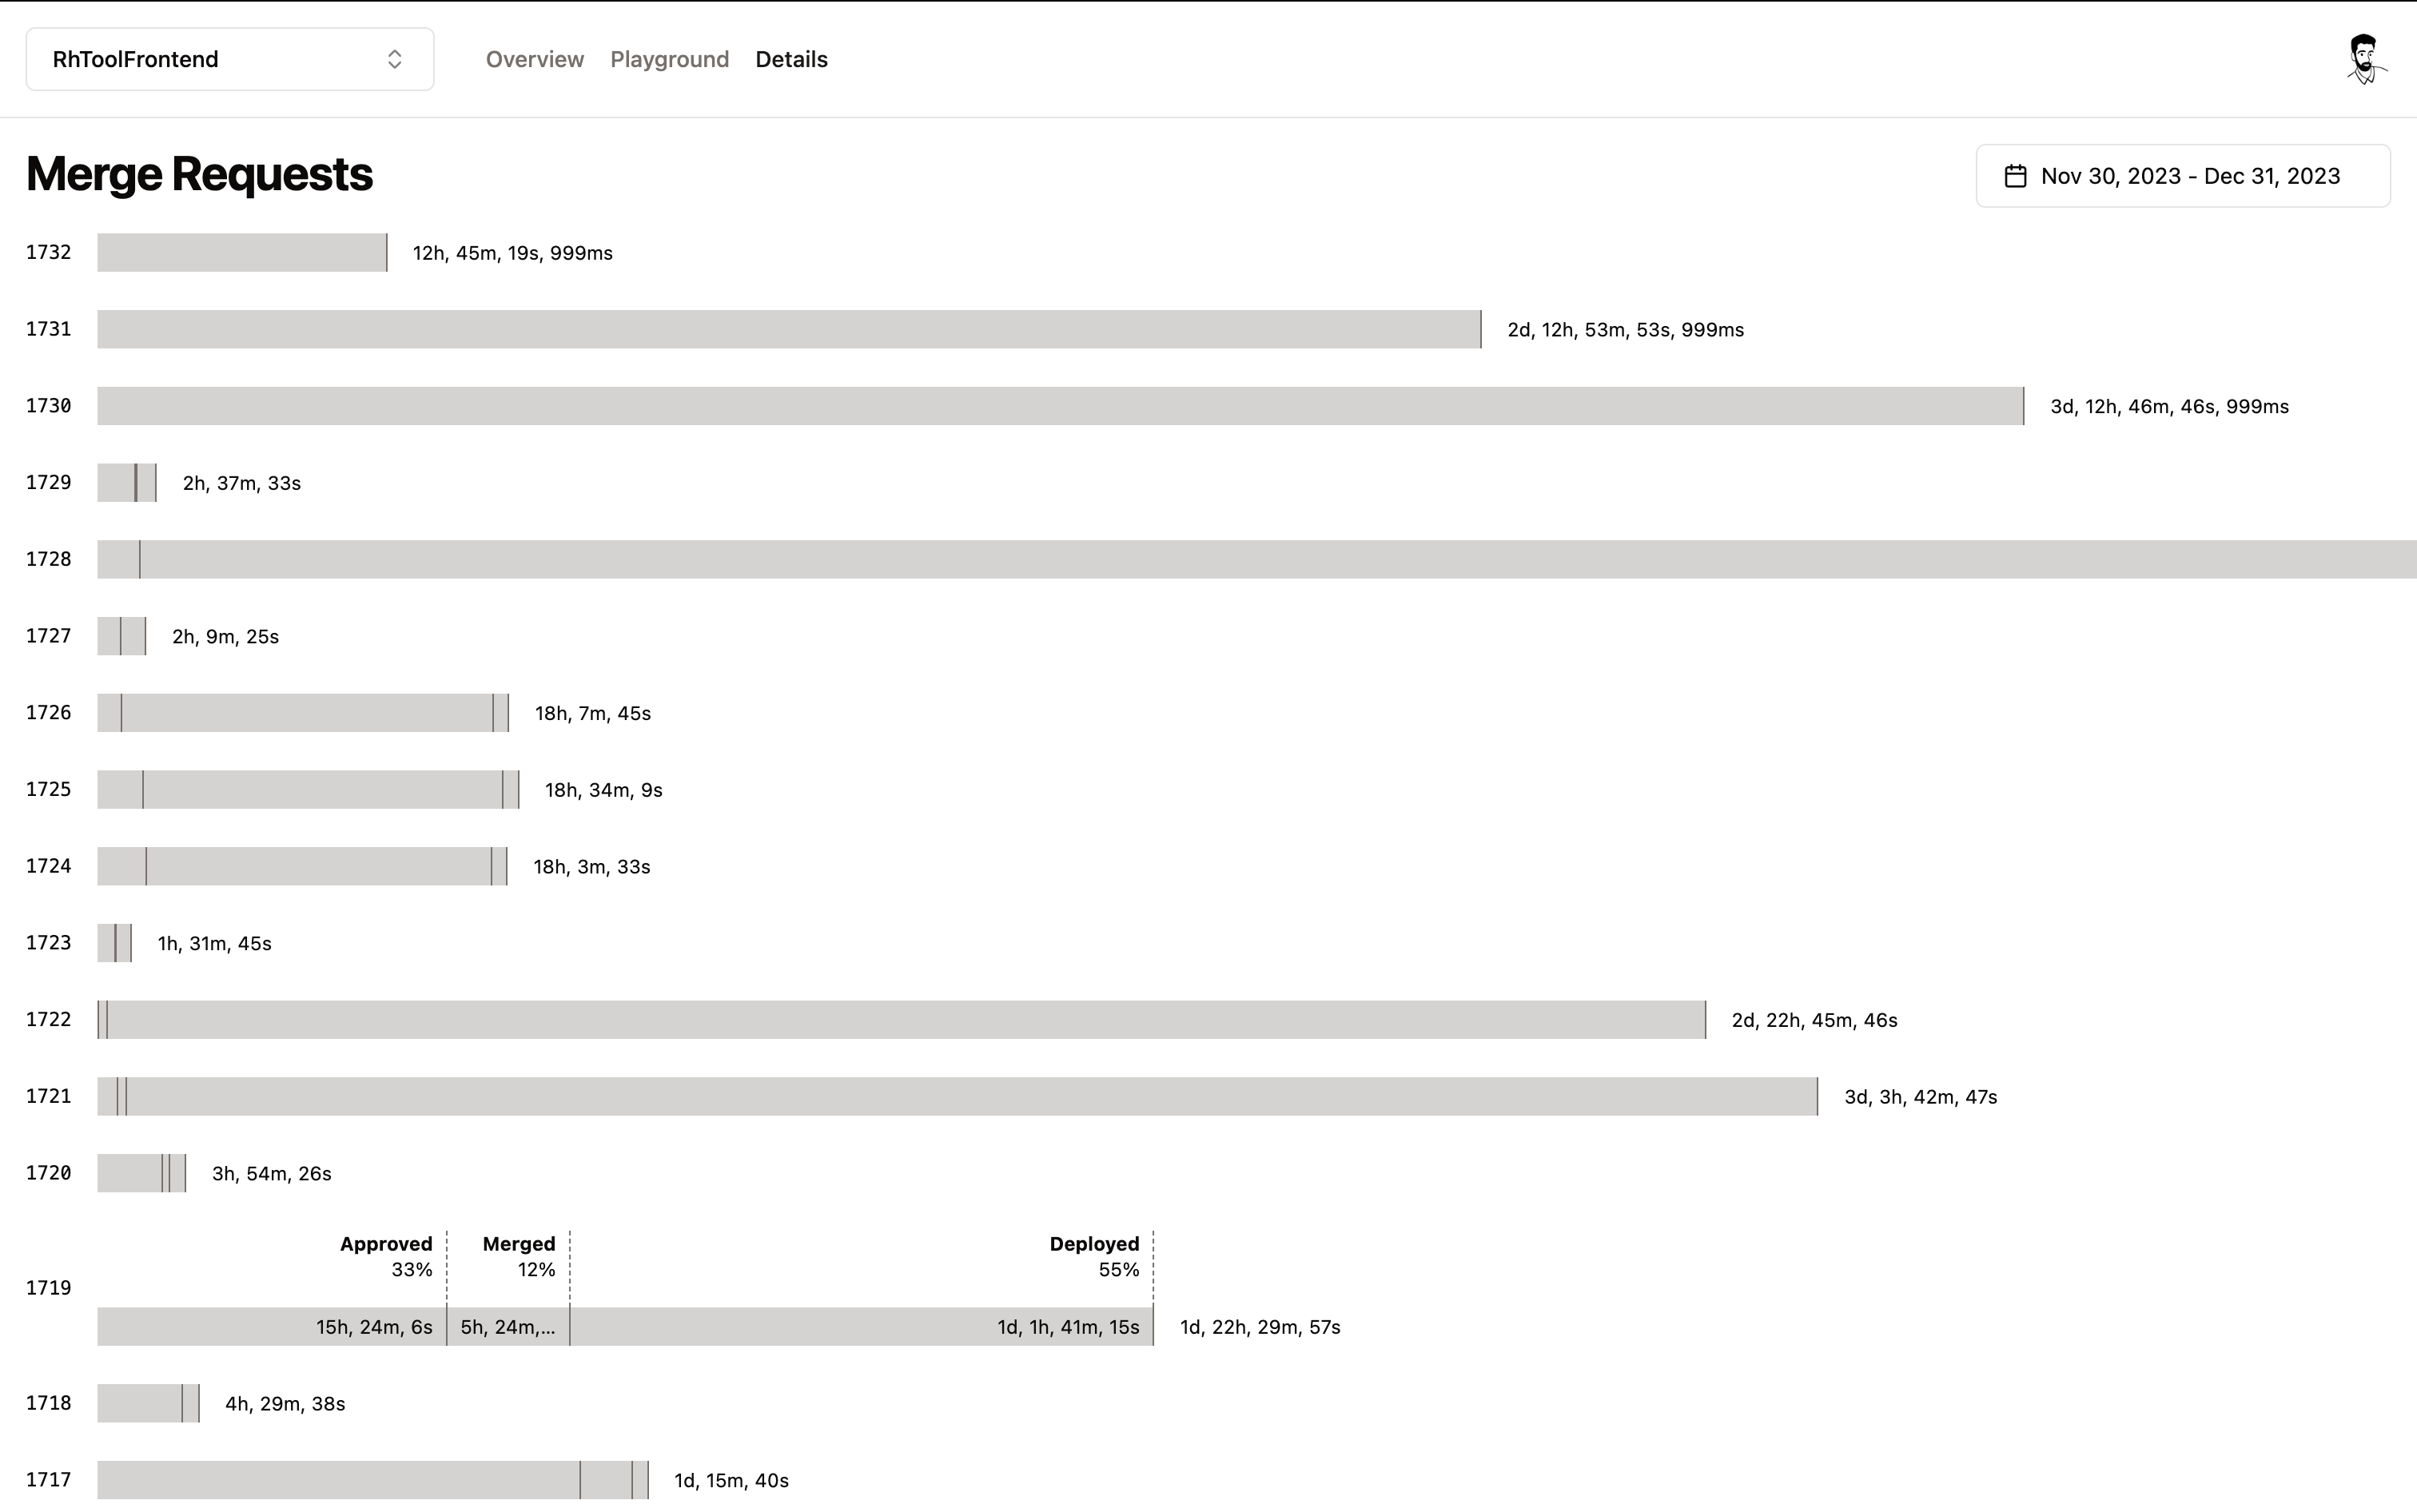 RhToolFrontend
Overview Playground Details
Merge Requests
Nov 30, 2023 - Dec 31, 2023
1732 12h, 45m, 19s, 999ms
1731 2d, 12h, 53m, 53s, 999ms
1730 3d, 12h, 46m, 46s, 999ms
1729 2h, 37m, 33s
1728
1727 2h, 9m, 25s
1726 18h, 7m, 45s
1725 18h, 34m, 9s
1724 18h, 3m, 33s
1723 1h, 31m, 45s
1722 2d, 22h, 45m, 46s
1721 3d, 3h, 42m, 47s
1720 3h, 54m, 26s
Approved Merged Deployed
33% 12% 55%
1719
15h, 24m, 6s 5h, 24m,... 1d, 1h, 41m, 15s 1d, 22h, 29m, 57s
1718 4h, 29m, 38s
1717 1d, 15m, 40s